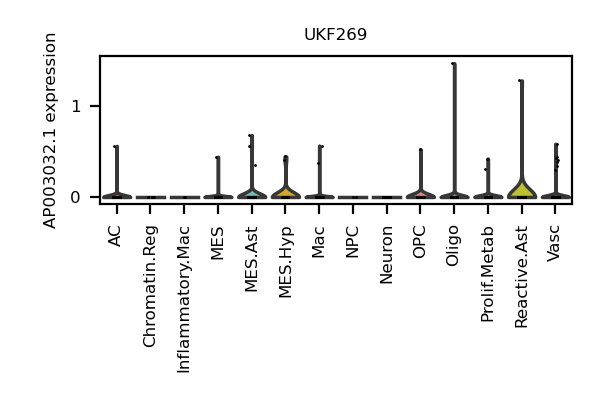 UKF269
AP003032.1 expression
1
0
AC
Chromatin.Reg
Inflammatory.Mac
MES
MES.Ast
MES.Hyp
Mac
NPC
Neuron
OPC
Oligo
Prolif.Metab
Reactive.Ast
Vasc